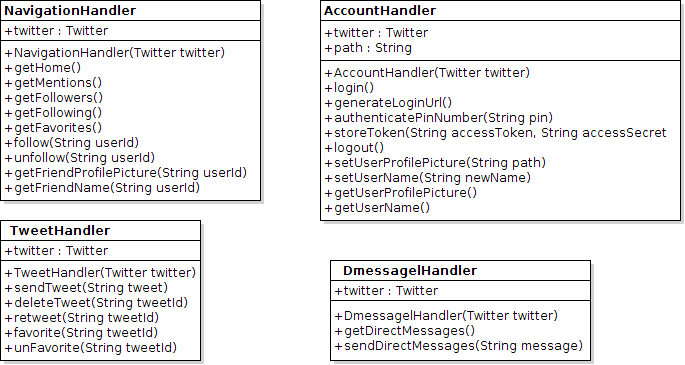 NavigationHandler
+twitter : Twitter
+NavigationHandler(Twitter twitter)
+getHome()
+getMentions()
+getFollowers()
+getFollowing()
+getFavorites()
+follow(String userId)
+unfollow(String userId)
+getFriendProfilePicture(String userId)
+getFriendName(String userId)
AccountHandler
+twitter : Twitter
+path : String
+AccountHandler(Twitter twitter)
+login()
+generateLoginUrl()
+authenticatePinNumber(String pin)
+storeToken(String accessToken, String accessSecret
+logout()
+setUserProfilePicture(String path)
+setUserName(String newName)
+getUserProfilePicture()
+getUserName()
TweetHandler
+twitter : Twitter
+TweetHandler(Twitter twitter)
+sendTweet(String tweet)
+deleteTweet(String tweetId)
+retweet(String tweetId)
+favorite(String tweetId)
+unFavorite(String tweetId)
DmessagelHandler
+twitter : Twitter
+DmessagelHandler(Twitter twitter)
+getDirectMessages()
+sendDirectMessages(String message)